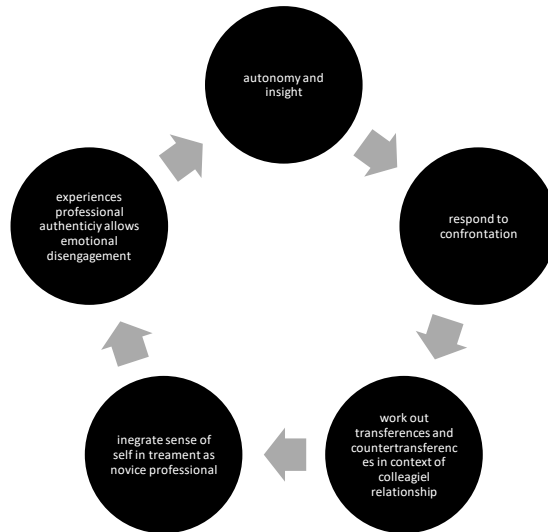 autonomy and
insight
respond to
confrontation
work out
transferences and
countertransferenc
es in context of
colleagiel
relationship
inegrate sense of
self in treament as
novice professional
experiences
professional
authenticiy allows
emotional
disengagement